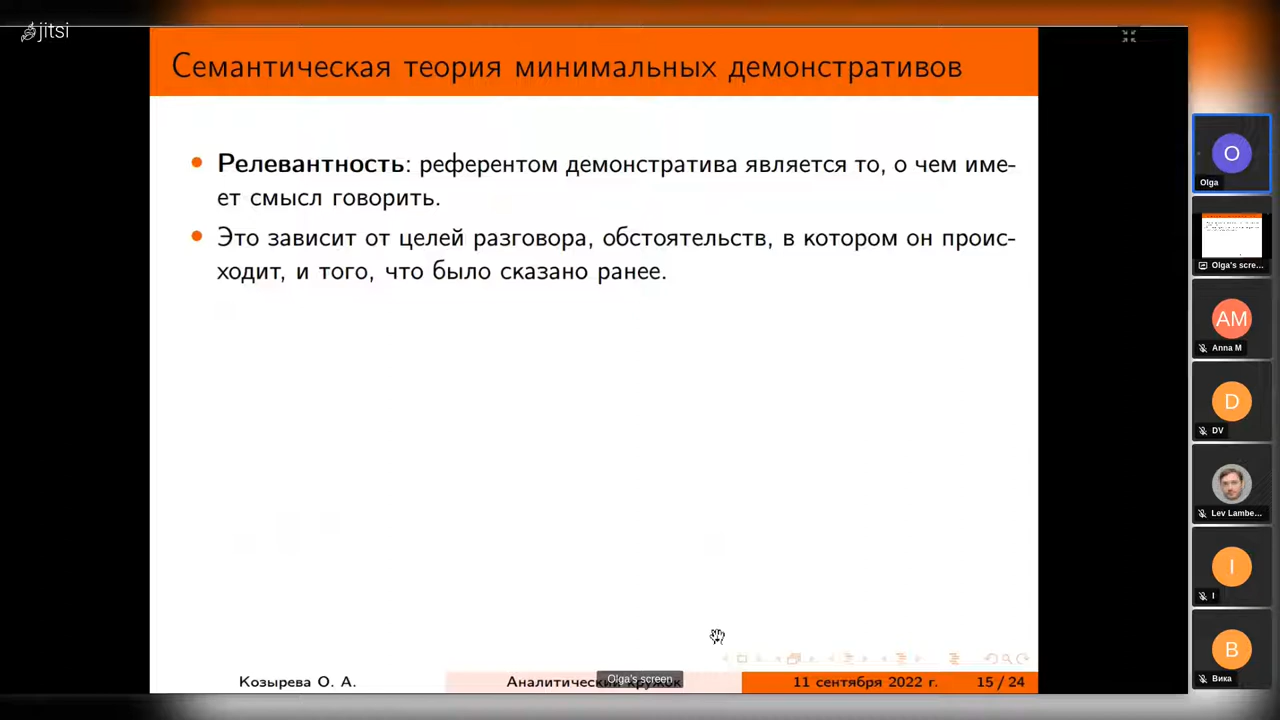 jitsi
Семантическая теория минимальных демонстративов
Релевантность: референтом демонстратива является то, о чем име-
ет смысл говорить.
Это зависит от целей разговора, обстоятельств, в котором он проис-
ходит, и того, что было сказано ранее.
Козырева О. А.
Аналитический кружок
Olga's screen
11 сентября 2022 г.
15 / 24
O
Olga
Olga's scre...
AM
Anna M
D
DV
Lev Lambe...
I
I
В
Вика